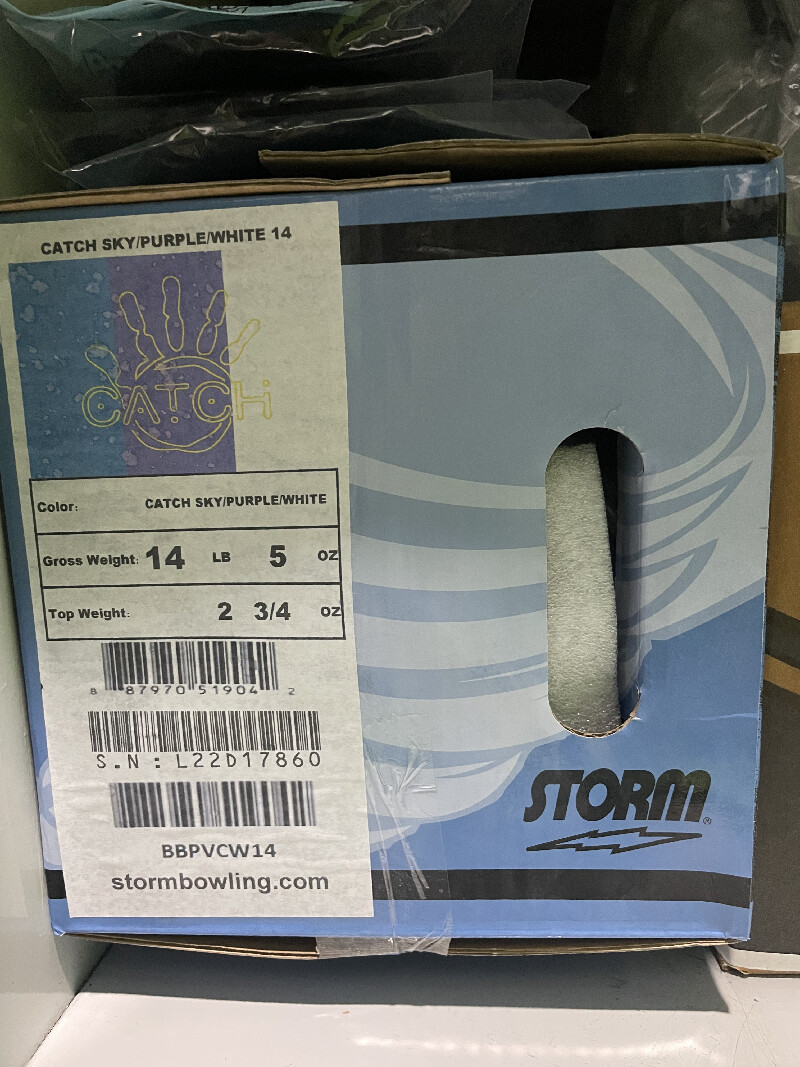 CATCH SKY/PURPLE/WHITE 14
CATCH
Color: CATCH SKY/PURPLE/WHITE
Gross Weight: 14 LB 5 OZ
Top Weight: 2 3/4 OZ
8 87970 51904 2
S.N : L22D17860
BBPVCW14
stormbowling.com
STORM®